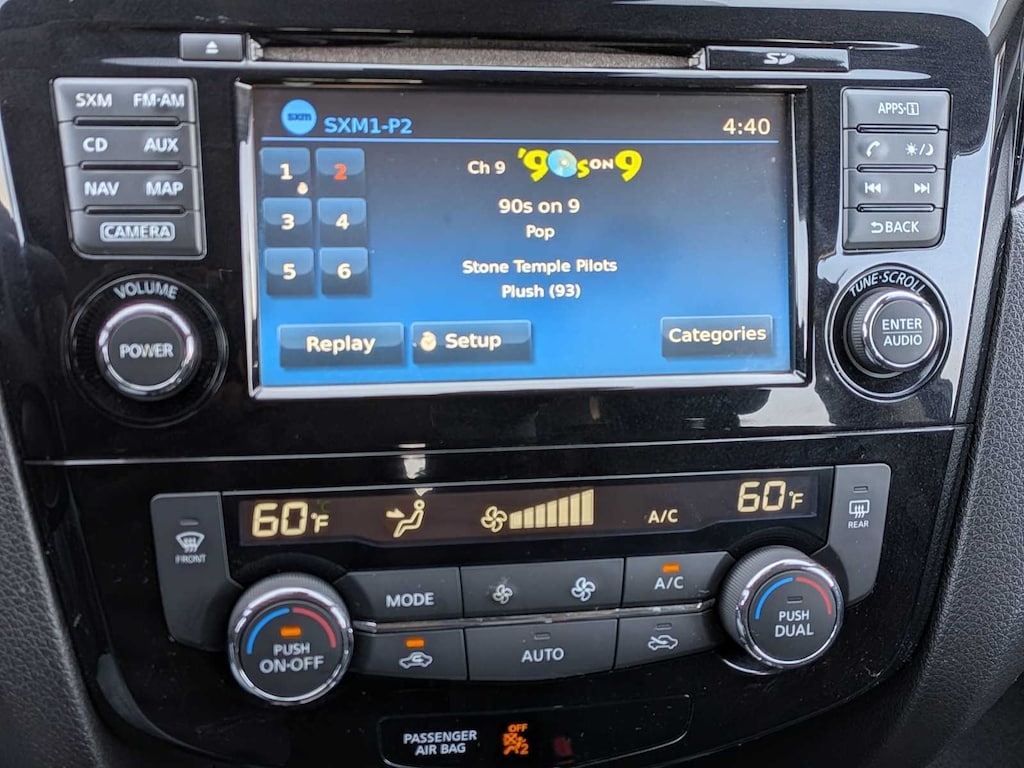 SD
SXM FM·AM
CD AUX
NAV MAP
CAMERA
VOLUME
POWER
sxm SXM1-P2 4:40
1 2
3 4
5 6
Ch 9 '90s ON 9
90s on 9
Pop
Stone Temple Pilots
Plush (93)
Replay Setup Categories
APPS·i
BACK
TUNE·SCROLL
ENTER
AUDIO
60°F A/C 60°F
FRONT
REAR
MODE A/C
PUSH
ON·OFF
AUTO
PUSH
DUAL
PASSENGER
AIR BAG
OFF
2